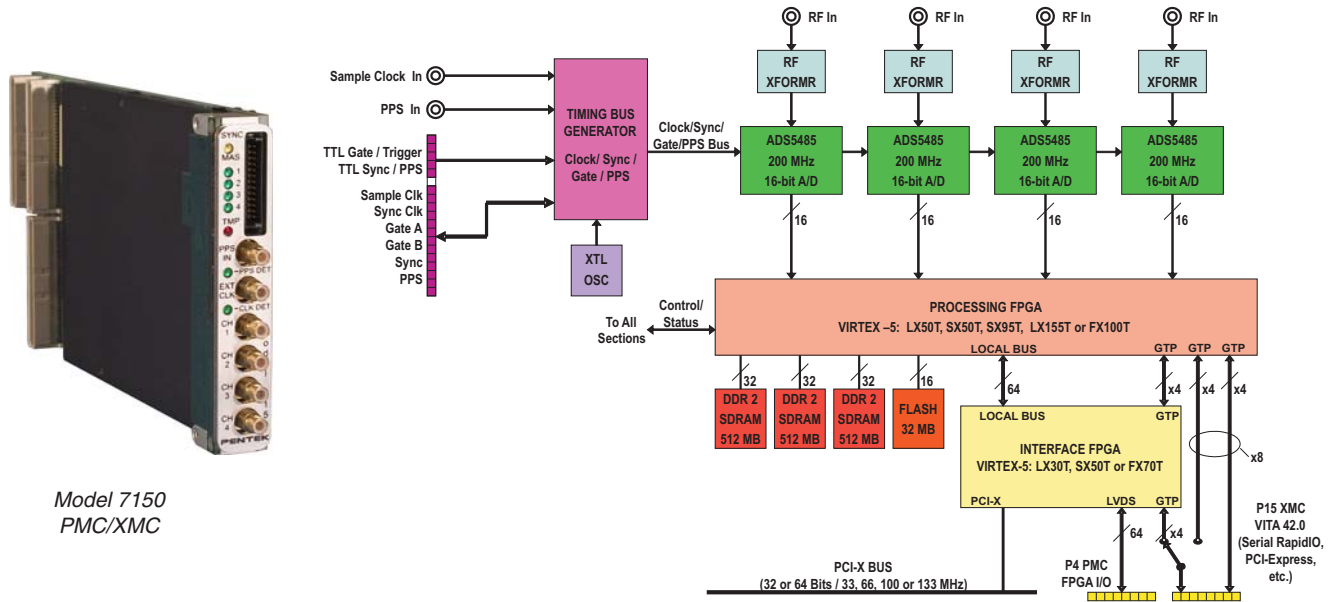 SYNC
MAS
1
2
3
4
TMP
PPS
IN
PPS DET
EXT
CLK
CLK DET
CH
1
CH
2
CH
3
CH
4
PENTEK
Model 7150
PMC/XMC
Sample Clock In
PPS In
TTL Gate / Trigger
TTL Sync / PPS
Sample Clk
Sync Clk
Gate A
Gate B
Sync
PPS
TIMING BUS
GENERATOR
Clock/ Sync /
Gate / PPS
XTL
OSC
Clock/Sync/
Gate/PPS Bus
RF In
RF In
RF In
RF In
RF
XFORMR
RF
XFORMR
RF
XFORMR
RF
XFORMR
ADS5485
200 MHz
16-bit A/D
ADS5485
200 MHz
16-bit A/D
ADS5485
200 MHz
16-bit A/D
ADS5485
200 MHz
16-bit A/D
16
16
16
16
Control/
Status
To All
Sections
PROCESSING FPGA
VIRTEX –5: LX50T, SX50T, SX95T, LX155T or FX100T
LOCAL BUS
GTP
GTP
GTP
32
32
32
16
64
x4
x4
x4
DDR 2
SDRAM
512 MB
DDR 2
SDRAM
512 MB
DDR 2
SDRAM
512 MB
FLASH
32 MB
LOCAL BUS
GTP
INTERFACE FPGA
VIRTEX-5: LX30T, SX50T or FX70T
PCI-X
LVDS
GTP
x8
64
x4
P15 XMC
VITA 42.0
(Serial RapidIO,
PCI-Express,
etc.)
P4 PMC
FPGA I/O
PCI-X BUS
(32 or 64 Bits / 33, 66, 100 or 133 MHz)